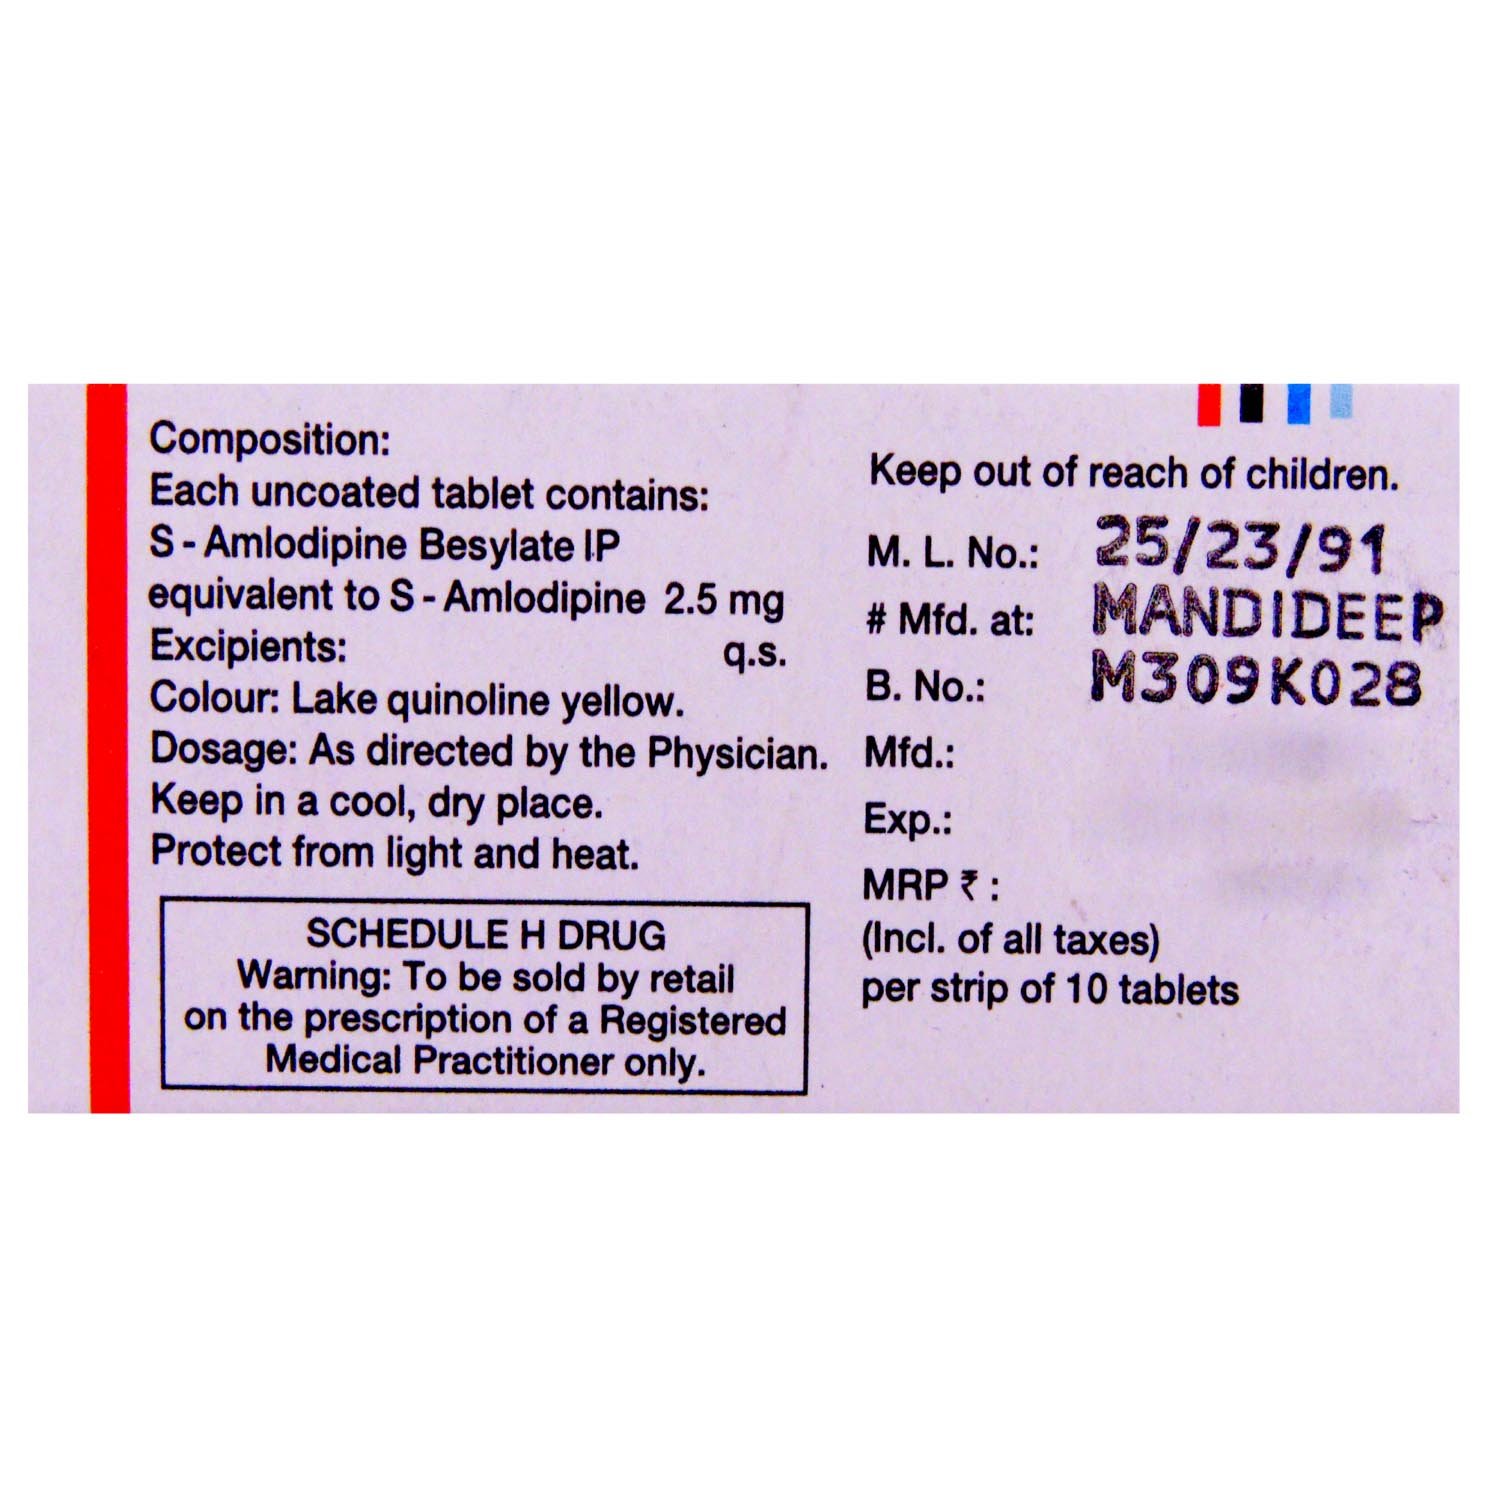 Composition:
Each uncoated tablet contains:
S - Amlodipine Besylate IP
equivalent to S - Amlodipine 2.5 mg
Excipients: q.s.
Colour: Lake quinoline yellow.
Dosage: As directed by the Physician.
Keep in a cool, dry place.
Protect from light and heat.
SCHEDULE H DRUG
Warning: To be sold by retail
on the prescription of a Registered
Medical Practitioner only.
Keep out of reach of children.
M. L. No.: 25/23/91
# Mfd. at: MANDIDEEP
B. No.: M309K028
Mfd.:
Exp.:
MRP ₹ :
(Incl. of all taxes)
per strip of 10 tablets